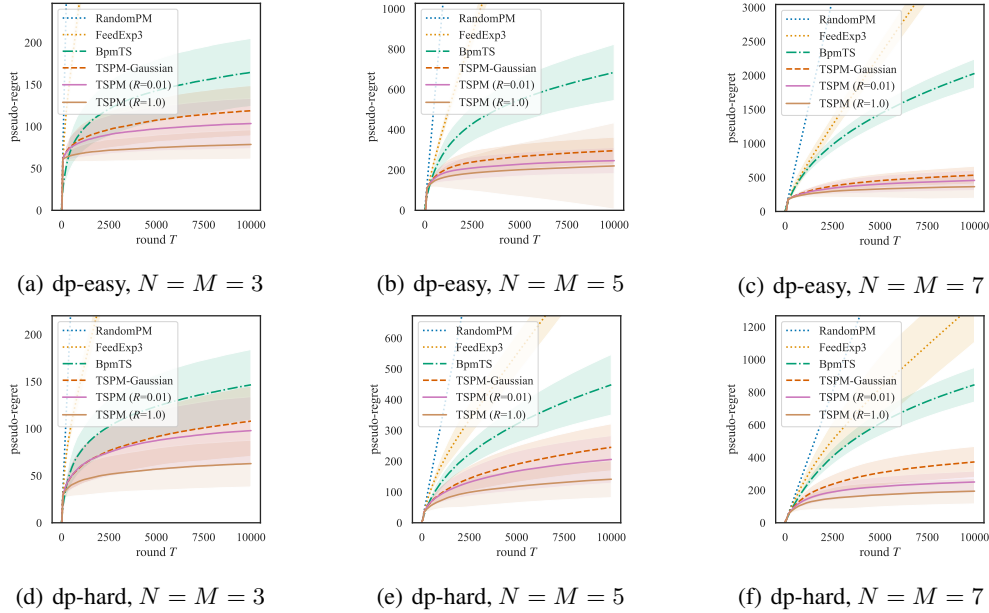 RandomPM
FeedExp3
BpmTS
TSPM-Gaussian
TSPM (R=0.01)
TSPM (R=1.0)
pseudo-regret
200
150
100
50
0
0 2500 5000 7500 10000
round T
(a) dp-easy, N = M = 3
RandomPM
FeedExp3
BpmTS
TSPM-Gaussian
TSPM (R=0.01)
TSPM (R=1.0)
pseudo-regret
1000
800
600
400
200
0
0 2500 5000 7500 10000
round T
(b) dp-easy, N = M = 5
RandomPM
FeedExp3
BpmTS
TSPM-Gaussian
TSPM (R=0.01)
TSPM (R=1.0)
pseudo-regret
3000
2500
2000
1500
1000
500
0
0 2500 5000 7500 10000
round T
(c) dp-easy, N = M = 7
RandomPM
FeedExp3
BpmTS
TSPM-Gaussian
TSPM (R=0.01)
TSPM (R=1.0)
pseudo-regret
200
150
100
50
0
0 2500 5000 7500 10000
round T
(d) dp-hard, N = M = 3
RandomPM
FeedExp3
BpmTS
TSPM-Gaussian
TSPM (R=0.01)
TSPM (R=1.0)
pseudo-regret
600
500
400
300
200
100
0
0 2500 5000 7500 10000
round T
(e) dp-hard, N = M = 5
RandomPM
FeedExp3
BpmTS
TSPM-Gaussian
TSPM (R=0.01)
TSPM (R=1.0)
pseudo-regret
1200
1000
800
600
400
200
0
0 2500 5000 7500 10000
round T
(f) dp-hard, N = M = 7